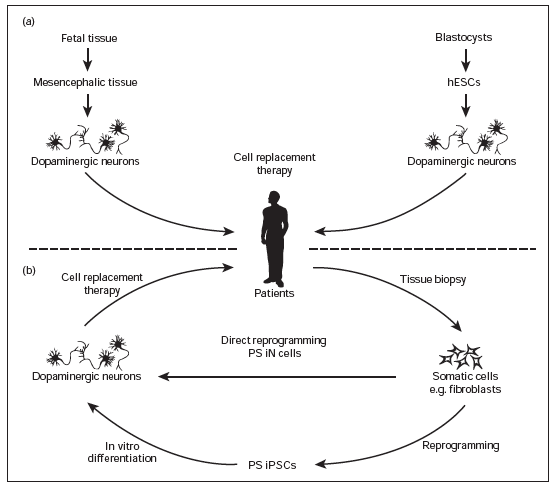 (a)
Fetal tissue
Blastocysts
Mesencephalic tissue
hESCs
Dopaminergic neurons
Dopaminergic neurons
Cell replacement
therapy
(b)
Cell replacement
therapy
Patients
Tissue biopsy
Direct reprogramming
PS iN cells
Dopaminergic neurons
Somatic cells
e.g. fibroblasts
In vitro
differentiation
PS iPSCs
Reprogramming